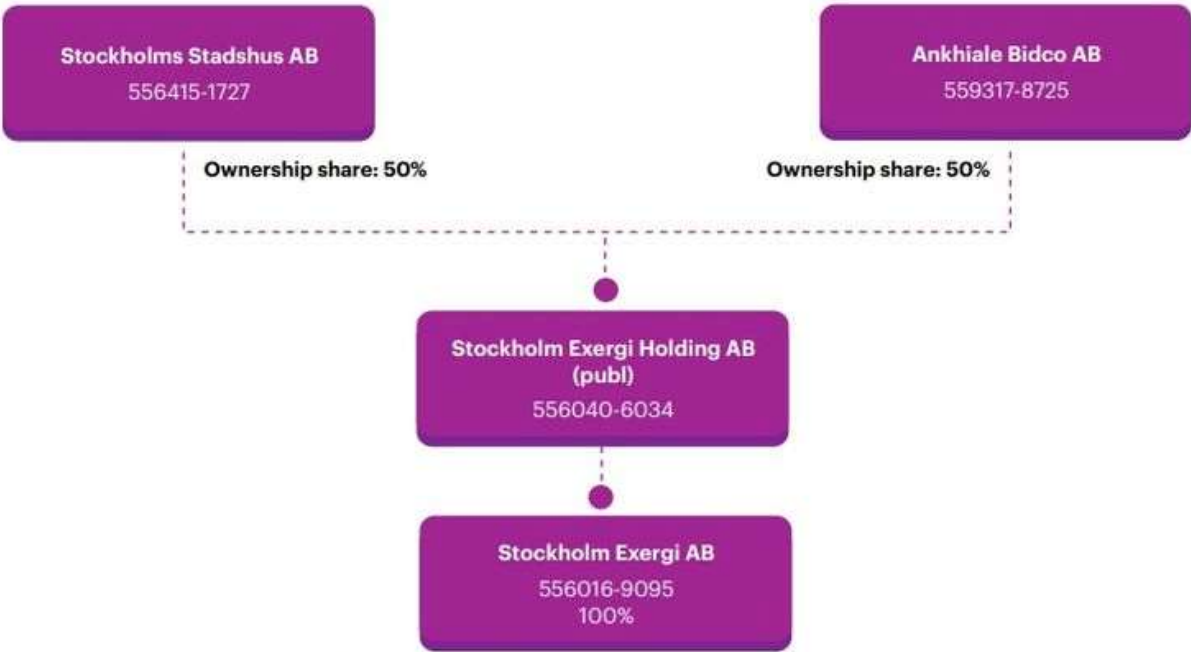 Stockholms Stadshus AB
556415-1727
Ankhiale Bidco AB
559317-8725
Ownership share: 50%
Ownership share: 50%
Stockholm Exergi Holding AB
(publ)
556040-6034
Stockholm Exergi AB
556016-9095
100%